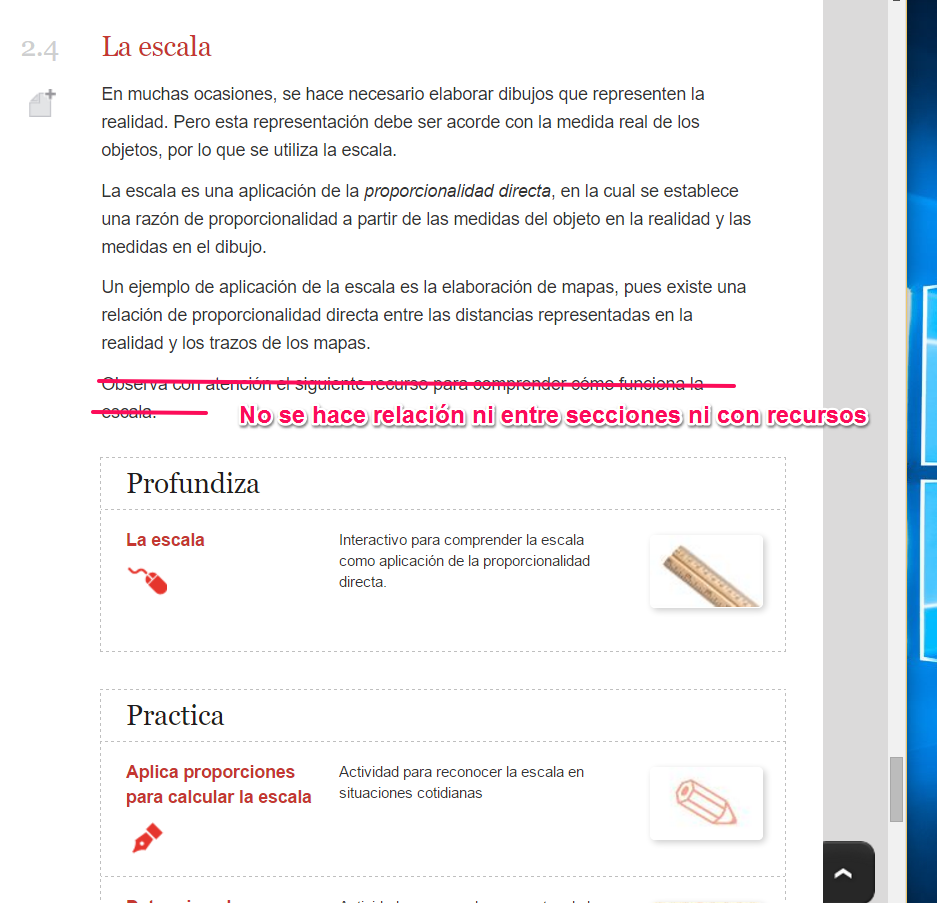 2.4 La escala
En muchas ocasiones, se hace necesario elaborar dibujos que representen la
realidad. Pero esta representación debe ser acorde con la medida real de los
objetos, por lo que se utiliza la escala.
La escala es una aplicación de la proporcionalidad directa, en la cual se establece
una razón de proporcionalidad a partir de las medidas del objeto en la realidad y las
medidas en el dibujo.
Un ejemplo de aplicación de la escala es la elaboración de mapas, pues existe una
relación de proporcionalidad directa entre las distancias representadas en la
realidad y los trazos de los mapas.
Observa con atención el siguiente recurso para comprender cómo funciona la
escala.
No se hace relación ni entre secciones ni con recursos
Profundiza
La escala
Interactivo para comprender la escala
como aplicación de la proporcionalidad
directa.
Practica
Aplica proporciones
para calcular la escala
Actividad para reconocer la escala en
situaciones cotidianas